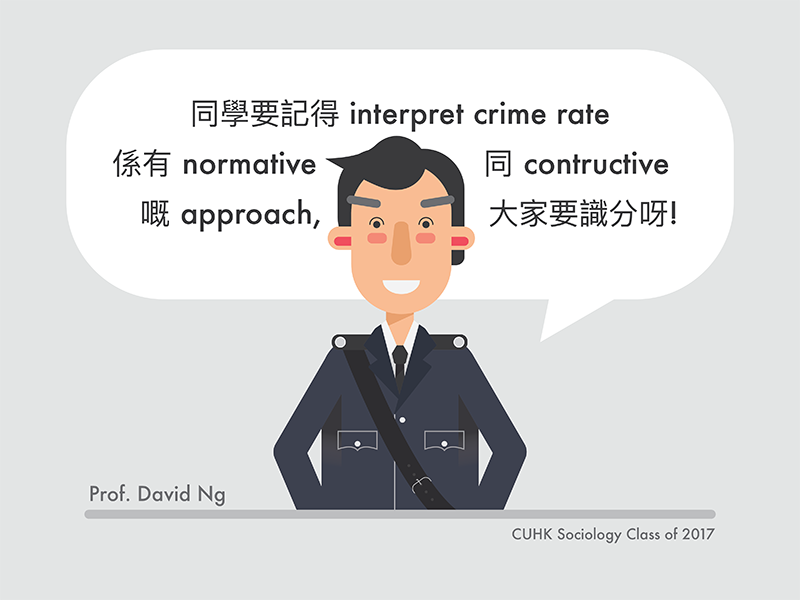 同學要記得 interpret crime rate
係有 normative 同 contructive
嘅 approach, 大家要識分呀!
Prof. David Ng
CUHK Sociology Class of 2017